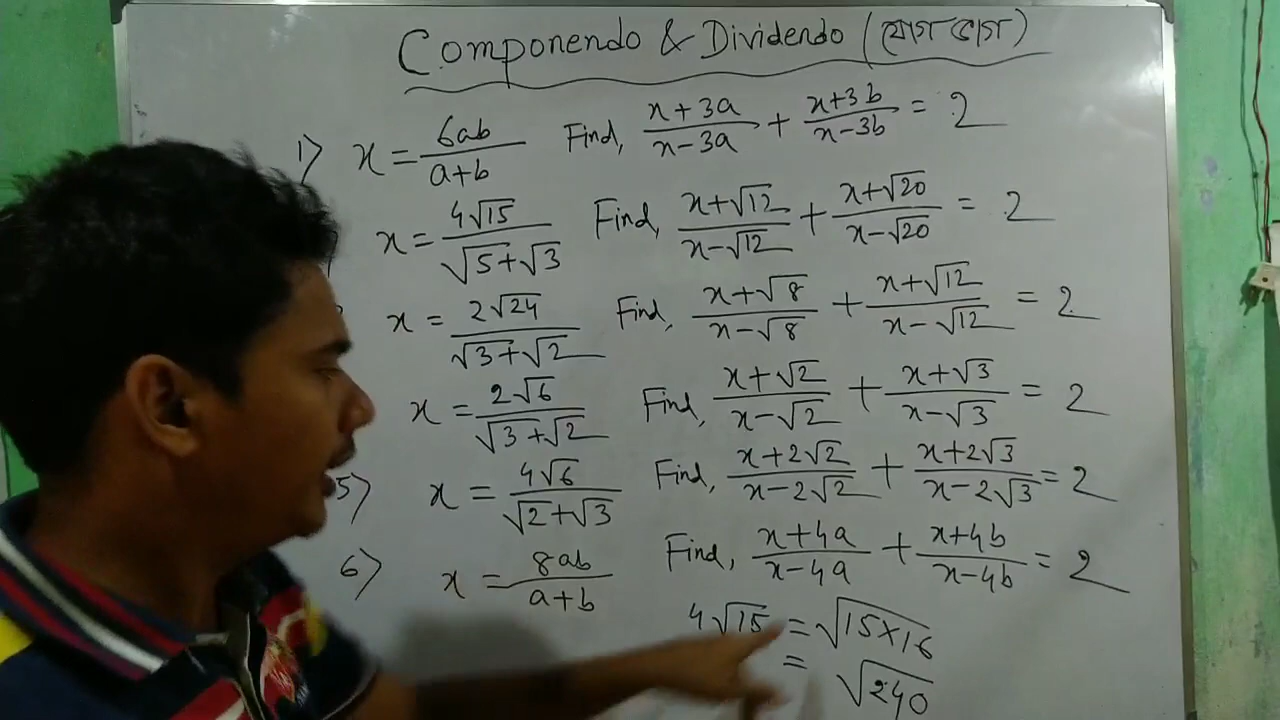 Componendo & Dividendo (যোগ ভাগ)
1) x = 6ab/(a+b) Find, (x+3a)/(x-3a) + (x+3b)/(x-3b) = 2
x = 4√15/(√5+√3) Find, (x+√12)/(x-√12) + (x+√20)/(x-√20) = 2
x = 2√24/(√3+√2) Find, (x+√8)/(x-√8) + (x+√12)/(x-√12) = 2
x = 2√6/(√3+√2) Find, (x+√2)/(x-√2) + (x+√3)/(x-√3) = 2
5) x = 4√6/(√2+√3) Find, (x+2√2)/(x-2√2) + (x+2√3)/(x-2√3) = 2
6) x = 8ab/(a+b) Find, (x+4a)/(x-4a) + (x+4b)/(x-4b) = 2
4√15 = √15×16
= √240